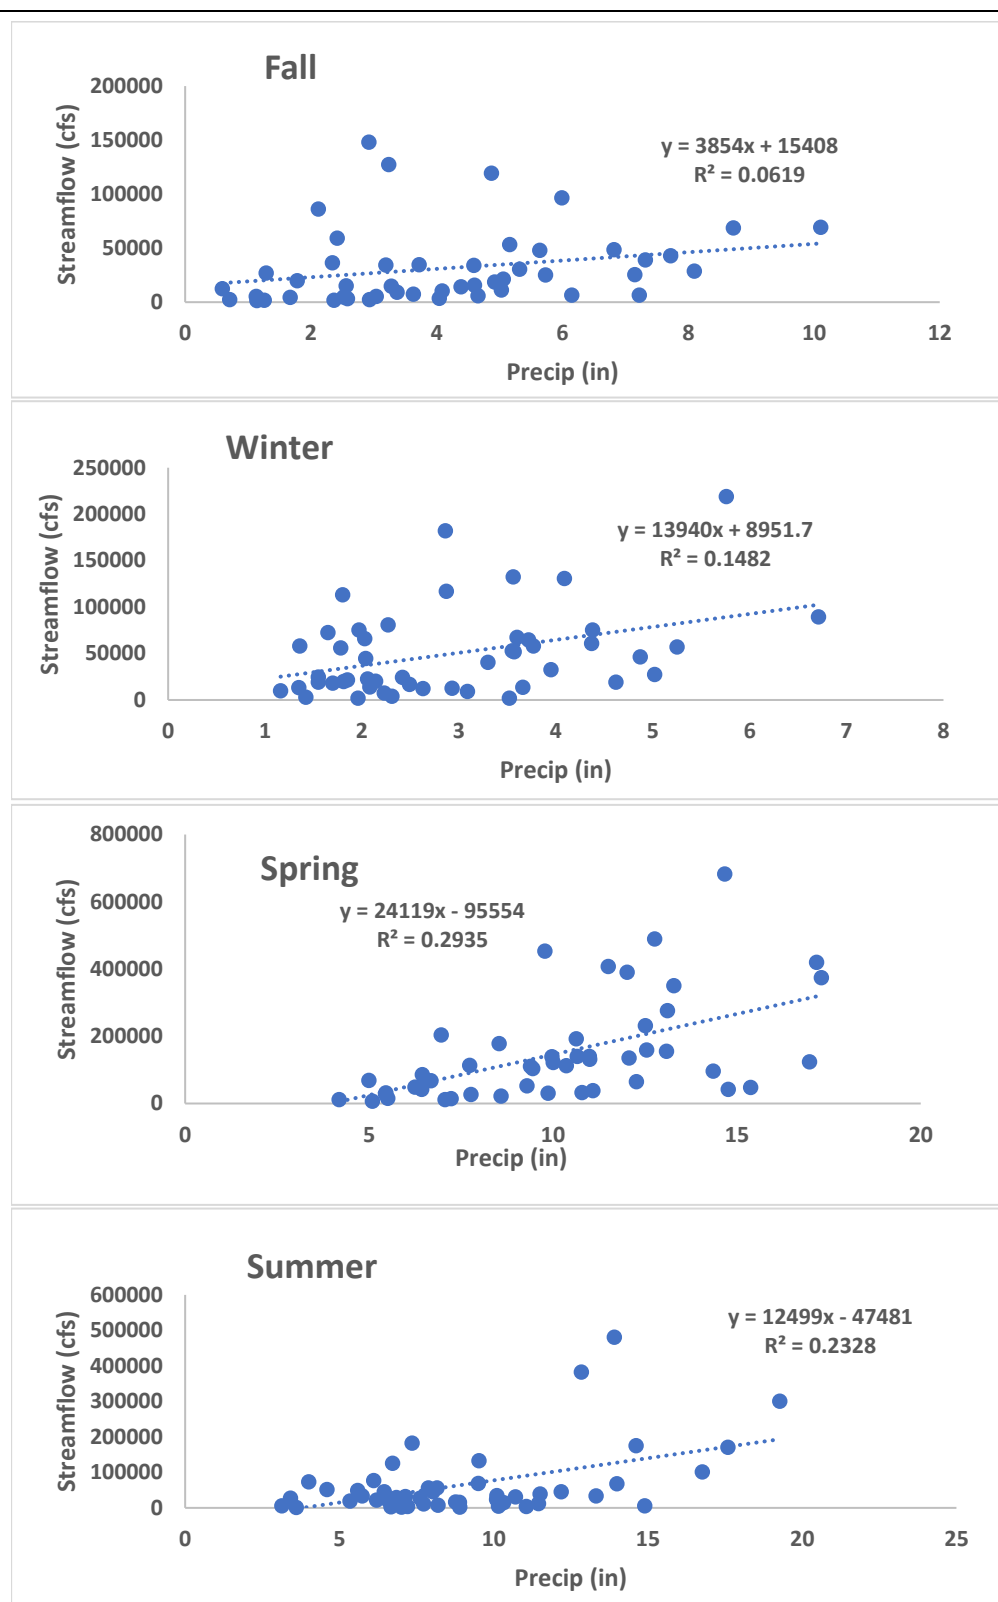 Fall
Streamflow (cfs)
200000
150000
100000
50000
0
y = 3854x + 15408
R² = 0.0619
0 2 4 6 8 10 12
Precip (in)
Winter
Streamflow (cfs)
250000
200000
150000
100000
50000
0
y = 13940x + 8951.7
R² = 0.1482
0 1 2 3 4 5 6 7 8
Precip (in)
Spring
Streamflow (cfs)
800000
600000
400000
200000
0
y = 24119x - 95554
R² = 0.2935
0 5 10 15 20
Precip (in)
Summer
Streamflow (cfs)
600000
500000
400000
300000
200000
100000
0
y = 12499x - 47481
R² = 0.2328
0 5 10 15 20 25
Precip (in)